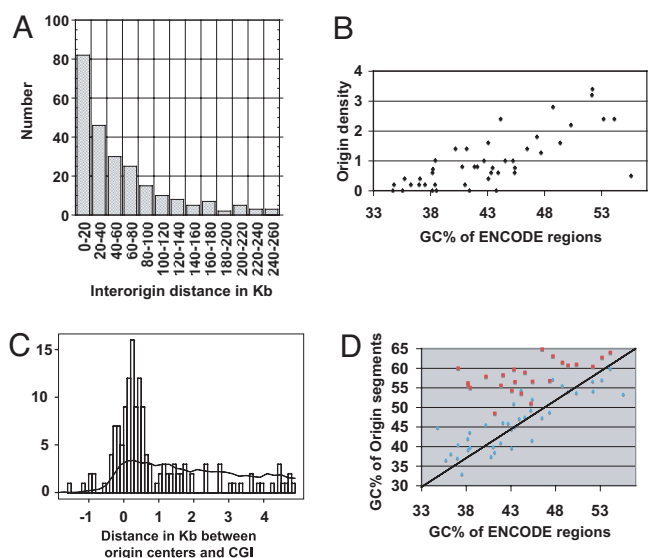 A
100
80
60
40
20
0
Number
0-20
20-40
40-60
60-80
80-100
100-120
120-140
140-160
160-180
180-200
200-220
220-240
240-260
Interorigin distance in Kb
B
4
3
2
1
0
Origin density
33 38 43 48 53
GC% of ENCODE regions
C
15
10
5
0
-1 0 1 2 3 4
Distance in Kb between
origin centers and CGI
D
65
60
55
50
45
40
35
30
GC% of Origin segments
33 38 43 48 53
GC% of ENCODE regions